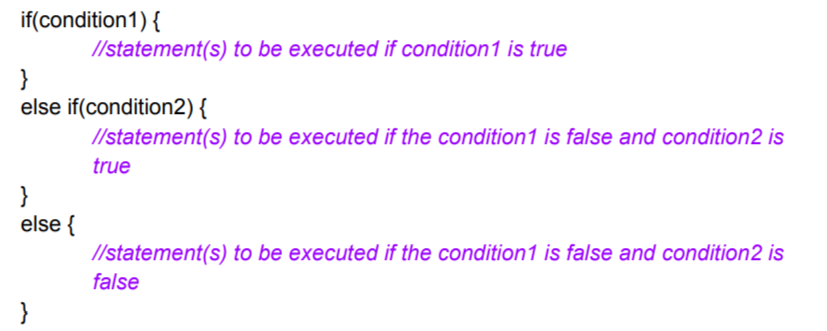 if(condition1) {
//statement(s) to be executed if condition1 is true
}
else if(condition2) {
//statement(s) to be executed if the condition1 is false and condition2 is
true
}
else {
//statement(s) to be executed if the condition1 is false and condition2 is
false
}